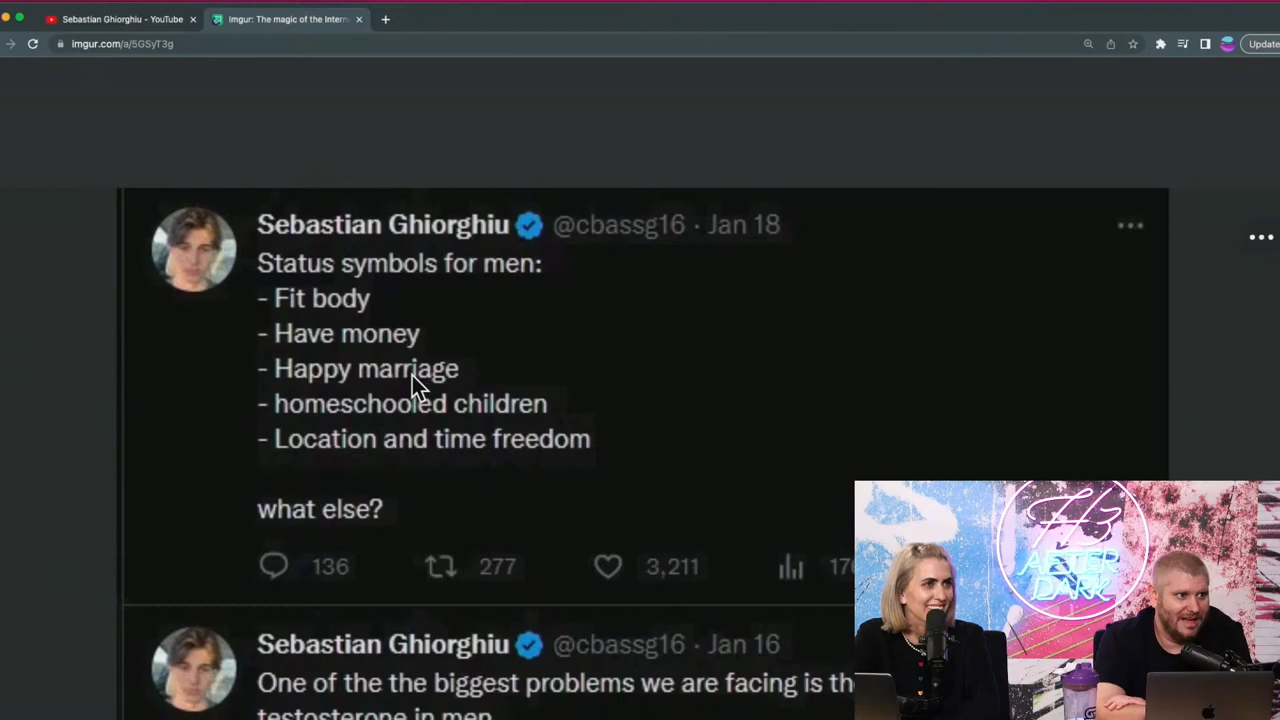 Sebastian Ghiorghiu - YouTube
Imgur: The magic of the Intern
imgur.com/a/5GSyT3g
Update
Sebastian Ghiorghiu @cbassg16 · Jan 18
Status symbols for men:
- Fit body
- Have money
- Happy marriage
- homeschooled children
- Location and time freedom
what else?
136 277 3,211
H3
AFTER
DARK
Sebastian Ghiorghiu @cbassg16 · Jan 16
One of the the biggest problems we are facing is th
testosterone in men